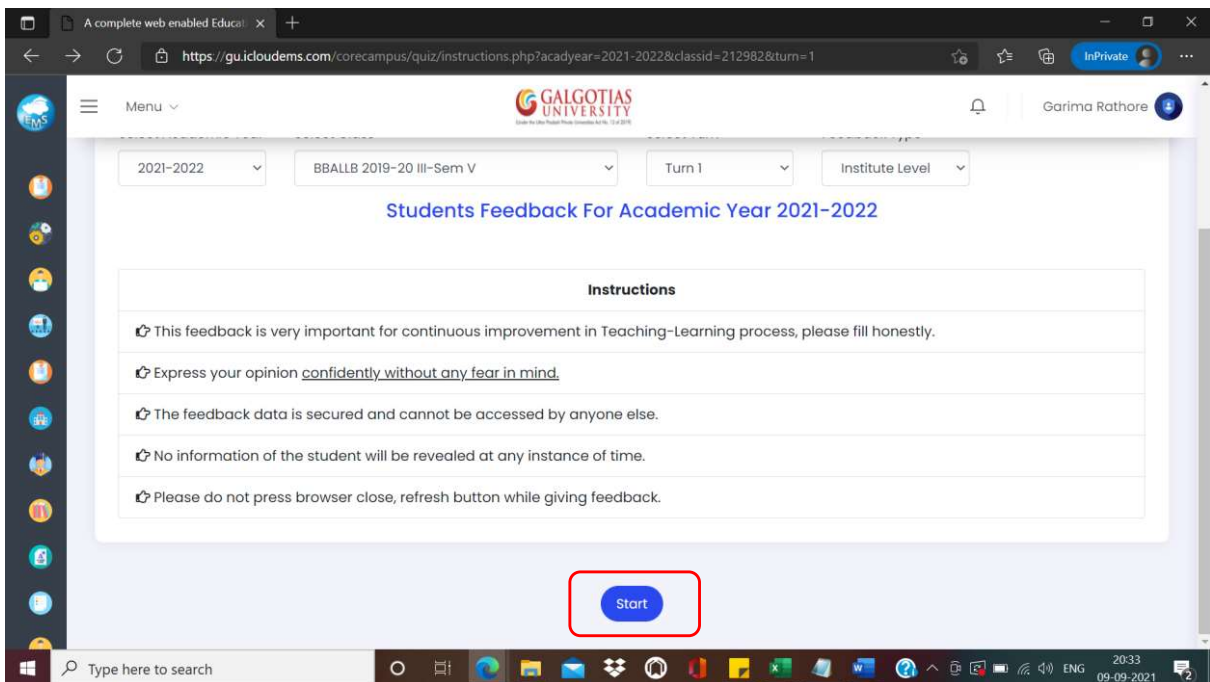 A complete web enabled Educati
https://gu.icloudems.com/corecampus/quiz/instructions.php?acadyear=2021-2022&classid=212982&turn=1
InPrivate
EMS
Menu
GALGOTIAS
UNIVERSITY
Garima Rathore
2021-2022
BBALLB 2019-20 III-Sem V
Turn 1
Institute Level
Students Feedback For Academic Year 2021-2022
Instructions
This feedback is very important for continuous improvement in Teaching-Learning process, please fill honestly.
Express your opinion confidently without any fear in mind.
The feedback data is secured and cannot be accessed by anyone else.
No information of the student will be revealed at any instance of time.
Please do not press browser close, refresh button while giving feedback.
Start
Type here to search
ENG
20:33
09-09-2021
2